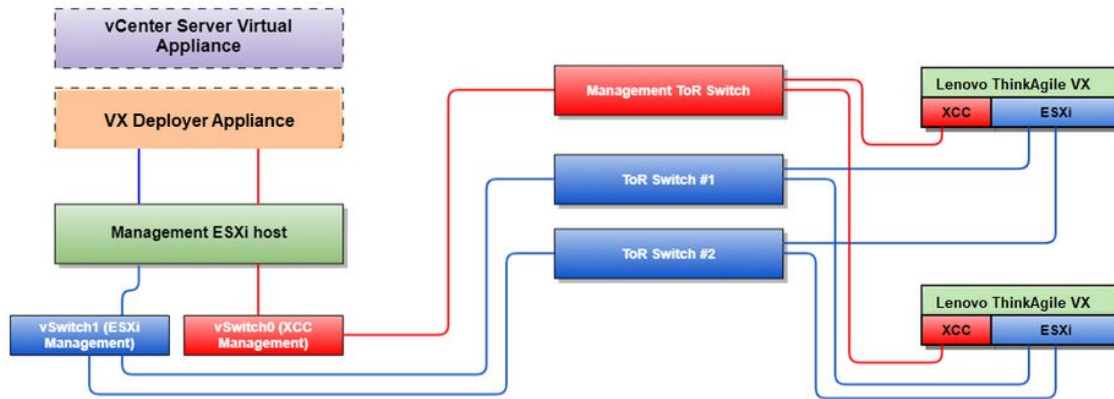 vCenter Server Virtual
Appliance
VX Deployer Appliance
Management ESXi host
vSwitch1 (ESXi
Management)
vSwitch0 (XCC
Management)
Management ToR Switch
ToR Switch #1
ToR Switch #2
Lenovo ThinkAgile VX
XCC
ESXi
Lenovo ThinkAgile VX
XCC
ESXi